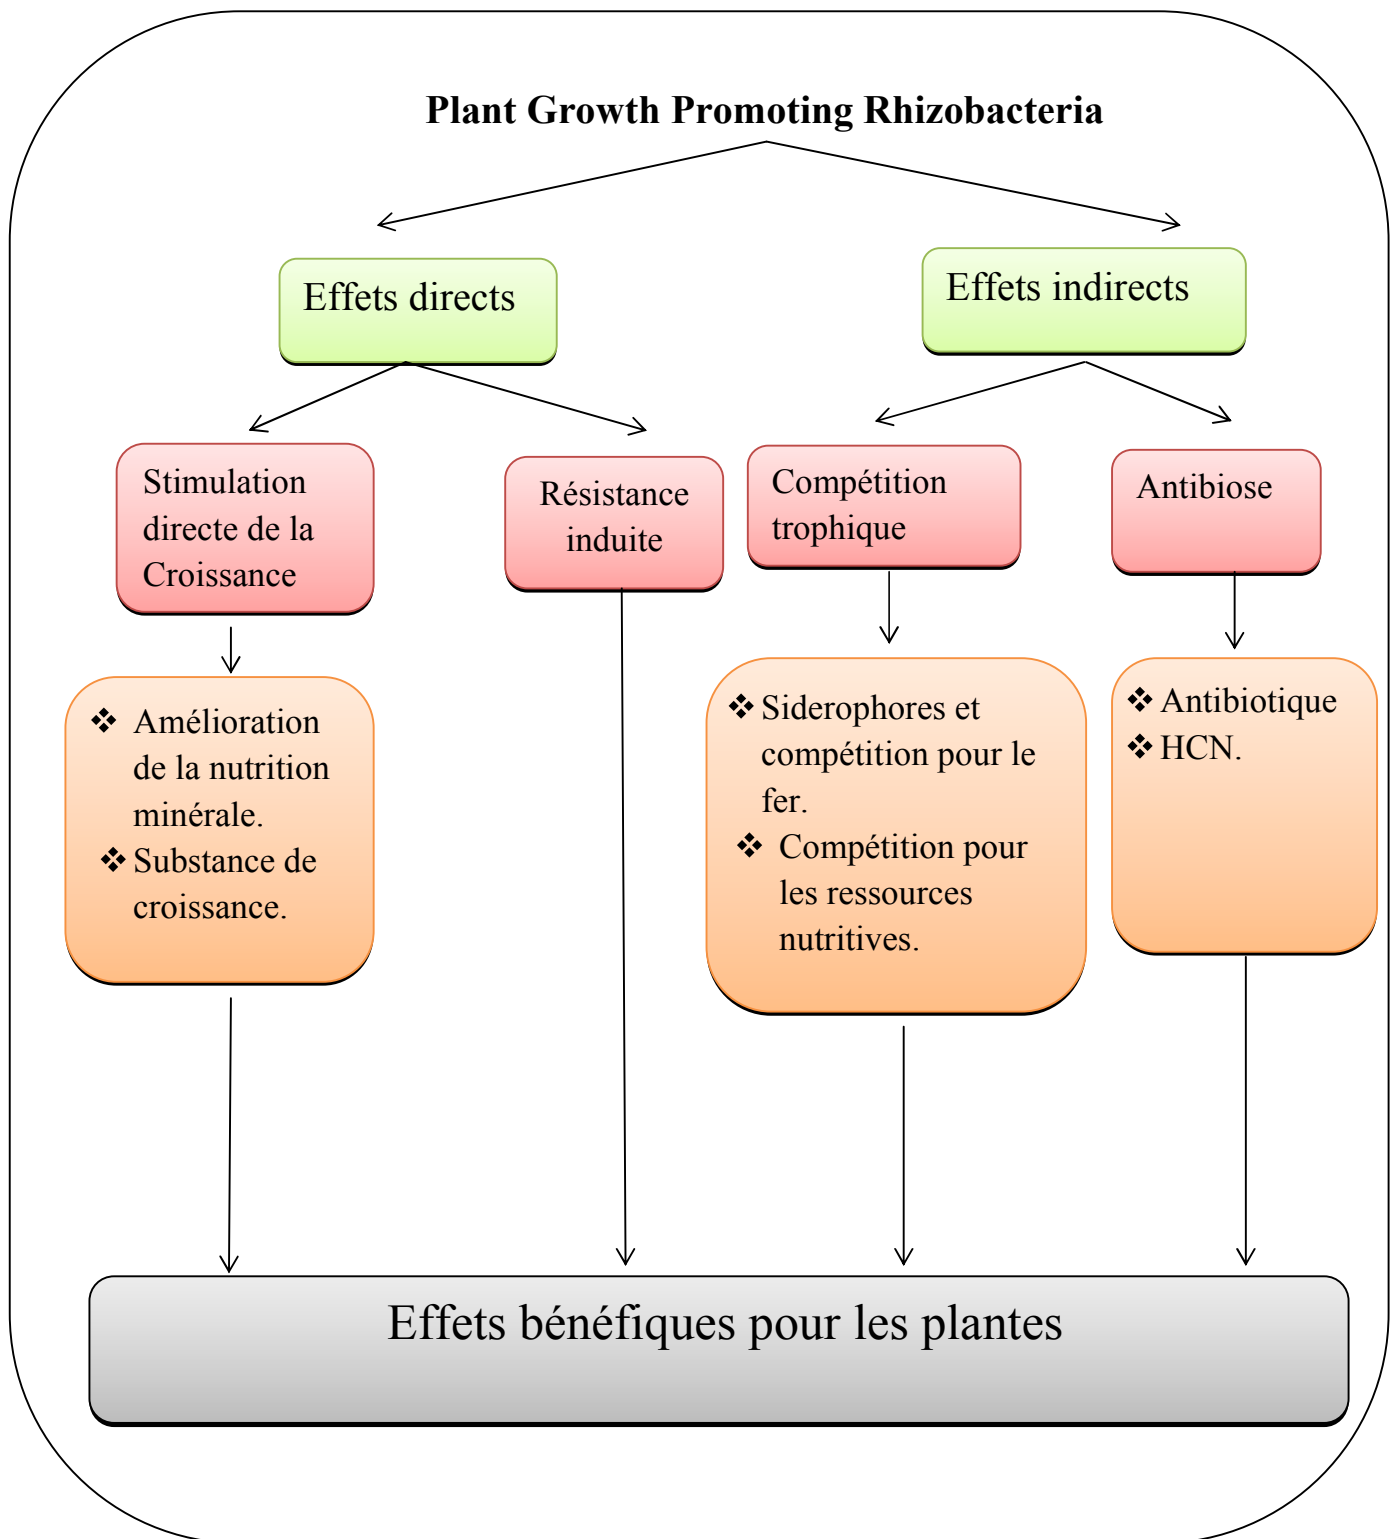 Plant Growth Promoting Rhizobacteria
Effets directs
Effets indirects
Stimulation
directe de la
Croissance
Résistance
induite
Compétition
trophique
Antibiose
❖ Amélioration
de la nutrition
minérale.
❖ Substance de
croissance.
❖ Siderophores et
compétition pour le
fer.
❖ Compétition pour
les ressources
nutritives.
❖ Antibiotique
❖ HCN.
Effets bénéfiques pour les plantes